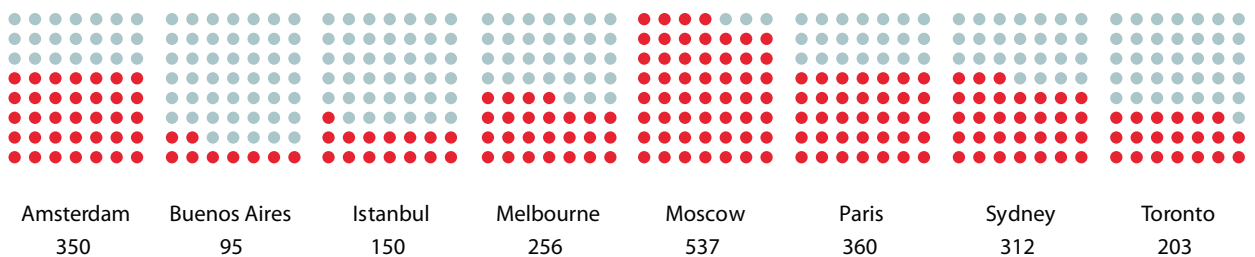 Amsterdam Buenos Aires Istanbul Melbourne Moscow Paris Sydney Toronto
350 95 150 256 537 360 312 203